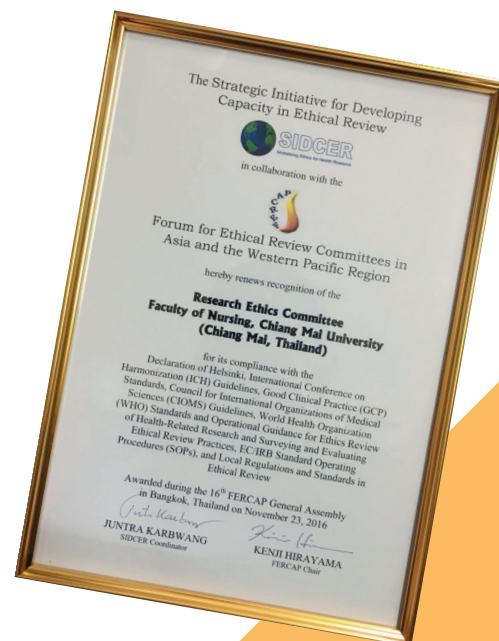 The Strategic Initiative for Developing
Capacity in Ethical Review
SIDCER
in collaboration with the
FERCAP
Forum for Ethical Review Committees in
Asia and the Western Pacific Region
hereby renews recognition of the
Research Ethics Committee
Faculty of Nursing, Chiang Mai University
(Chiang Mai, Thailand)
for its compliance with the
Declaration of Helsinki, International Conference on
Harmonization (ICH) Guidelines, Good Clinical Practice (GCP)
Standards, Council for International Organizations of Medical
Sciences (CIOMS) Guidelines, World Health Organization
(WHO) Standards and Operational Guidance for Ethics Review
of Health-Related Research and Surveying and Evaluating
Ethical Review Practices, EC/IRB Standard Operating
Procedures (SOPs), and Local Regulations and Standards in
Ethical Review
Awarded during the 16th FERCAP General Assembly
in Bangkok, Thailand on November 23, 2016
JUNTRA KARBWANG
SIDCER Coordinator
KENJI HIRAYAMA
FERCAP Chair